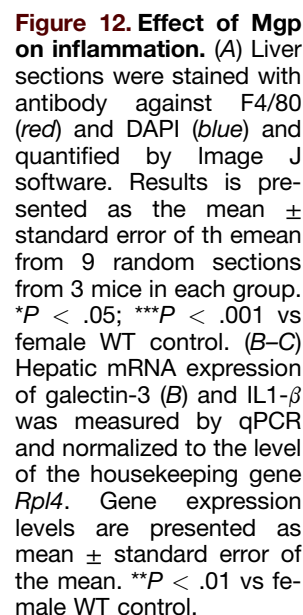 Figure 12. Effect of Mgp
on inflammation. (A) Liver
sections were stained with
antibody against F4/80
(red) and DAPI (blue) and
quantified by Image J
software. Results is pre-
sented as the mean ±
standard error of th emean
from 9 random sections
from 3 mice in each group.
*P < .05; ***P < .001 vs
female WT control. (B–C)
Hepatic mRNA expression
of galectin-3 (B) and IL1-β
was measured by qPCR
and normalized to the level
of the housekeeping gene
Rpl4. Gene expression
levels are presented as
mean ± standard error of
the mean. **P < .01 vs fe-
male WT control.